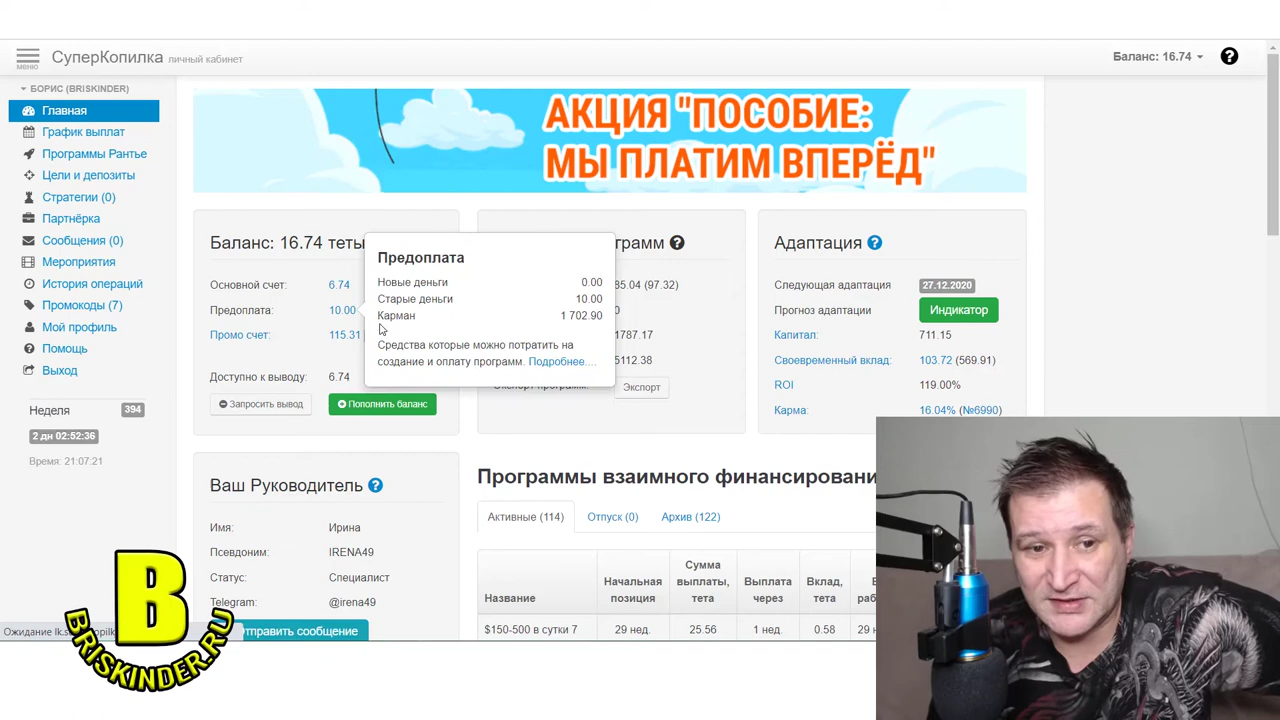 меню
СуперКопилка личный кабинет
Баланс: 16.74
БОРИС (BRISKINDER)
Главная
График выплат
Программы Рантье
Цели и депозиты
Стратегии (0)
Партнёрка
Сообщения (0)
Мероприятия
История операций
Промокоды (7)
Мой профиль
Помощь
Выход
Неделя 394
2 дн 02:52:36
Время: 21:07:21
АКЦИЯ "ПОСОБИЕ:
МЫ ПЛАТИМ ВПЕРЁД"
Баланс: 16.74 теты
Основной счет: 6.74
Предоплата: 10.00
Промо счет: 115.31
Доступно к выводу: 6.74
Запросить вывод
Пополнить баланс
Предоплата
Новые деньги 0.00
Старые деньги 10.00
Карман 1 702.90
Средства которые можно потратить на
создание и оплату программ. Подробнее....
грамм
85.04 (97.32)
0
1787.17
5112.38
Экспорт
Адаптация
Следующая адаптация 27.12.2020
Прогноз адаптации Индикатор
Капитал: 711.15
Своевременный вклад: 103.72 (569.91)
ROI 119.00%
Карма: 16.04% (№6990)
Ваш Руководитель
Имя: Ирина
Псевдоним: IRENA49
Статус: Специалист
Telegram: @irena49
тправить сообщение
Программы взаимного финансировани
Активные (114) Отпуск (0) Архив (122)
Название
Начальная
позиция
Сумма
выплаты,
тета
Выплата
через
Вклад,
тета
раб
$150-500 в сутки 7 29 нед. 25.56 1 нед. 0.58 29 н
Ожидание lk.s
B
BRISKINDER.RU